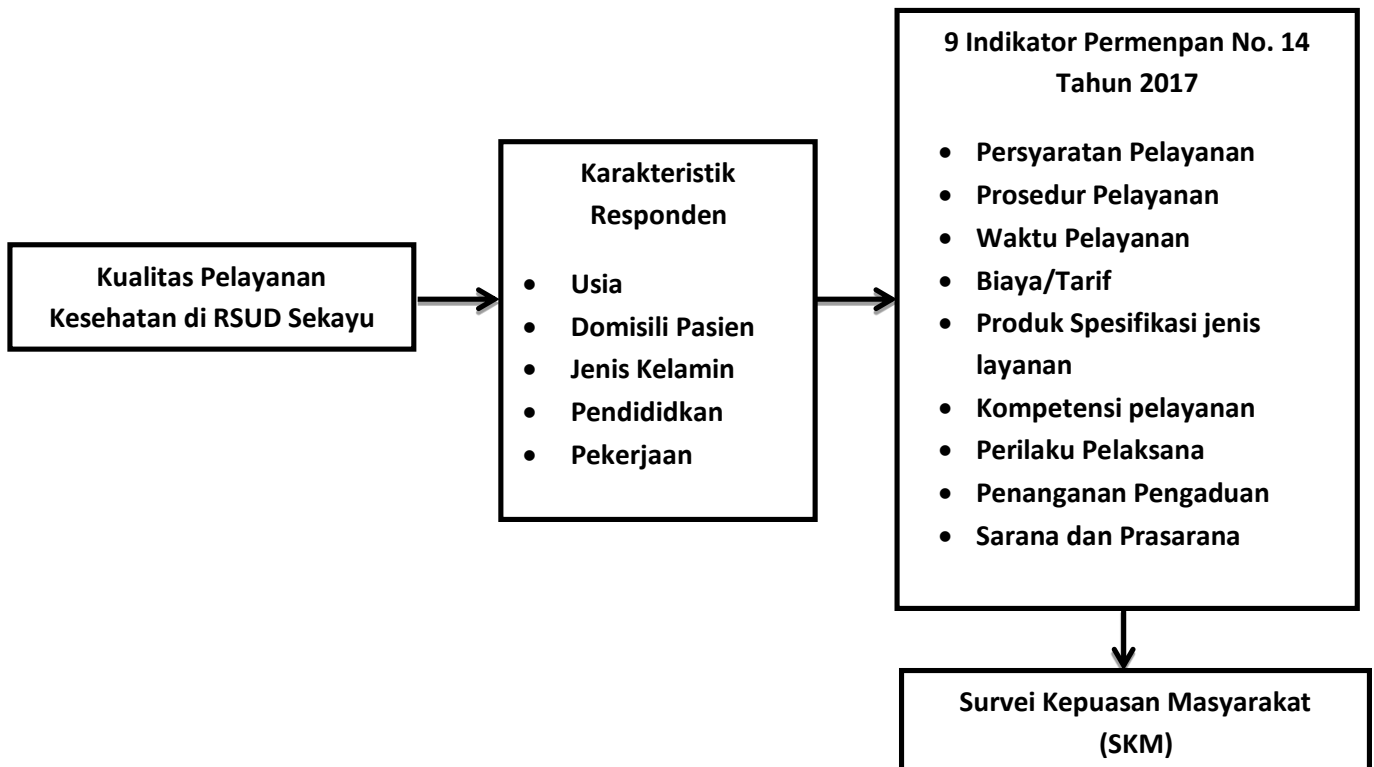 Kualitas Pelayanan
Kesehatan di RSUD Sekayu
Karakteristik
Responden
• Usia
• Domisili Pasien
• Jenis Kelamin
• Pendididkan
• Pekerjaan
9 Indikator Permenpan No. 14
Tahun 2017
• Persyaratan Pelayanan
• Prosedur Pelayanan
• Waktu Pelayanan
• Biaya/Tarif
• Produk Spesifikasi jenis
layanan
• Kompetensi pelayanan
• Perilaku Pelaksana
• Penanganan Pengaduan
• Sarana dan Prasarana
Survei Kepuasan Masyarakat
(SKM)